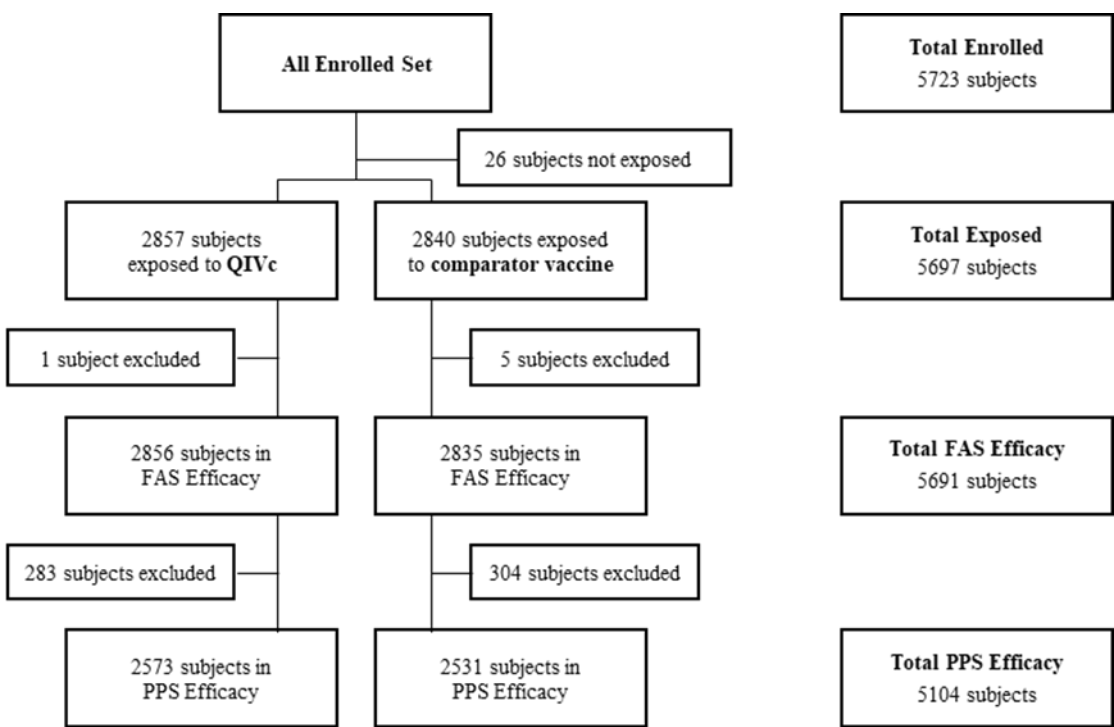 All Enrolled Set
Total Enrolled
5723 subjects
26 subjects not exposed
2857 subjects
exposed to QIVc
2840 subjects exposed
to comparator vaccine
Total Exposed
5697 subjects
1 subject excluded
5 subjects excluded
2856 subjects in
FAS Efficacy
2835 subjects in
FAS Efficacy
Total FAS Efficacy
5691 subjects
283 subjects excluded
304 subjects excluded
2573 subjects in
PPS Efficacy
2531 subjects in
PPS Efficacy
Total PPS Efficacy
5104 subjects